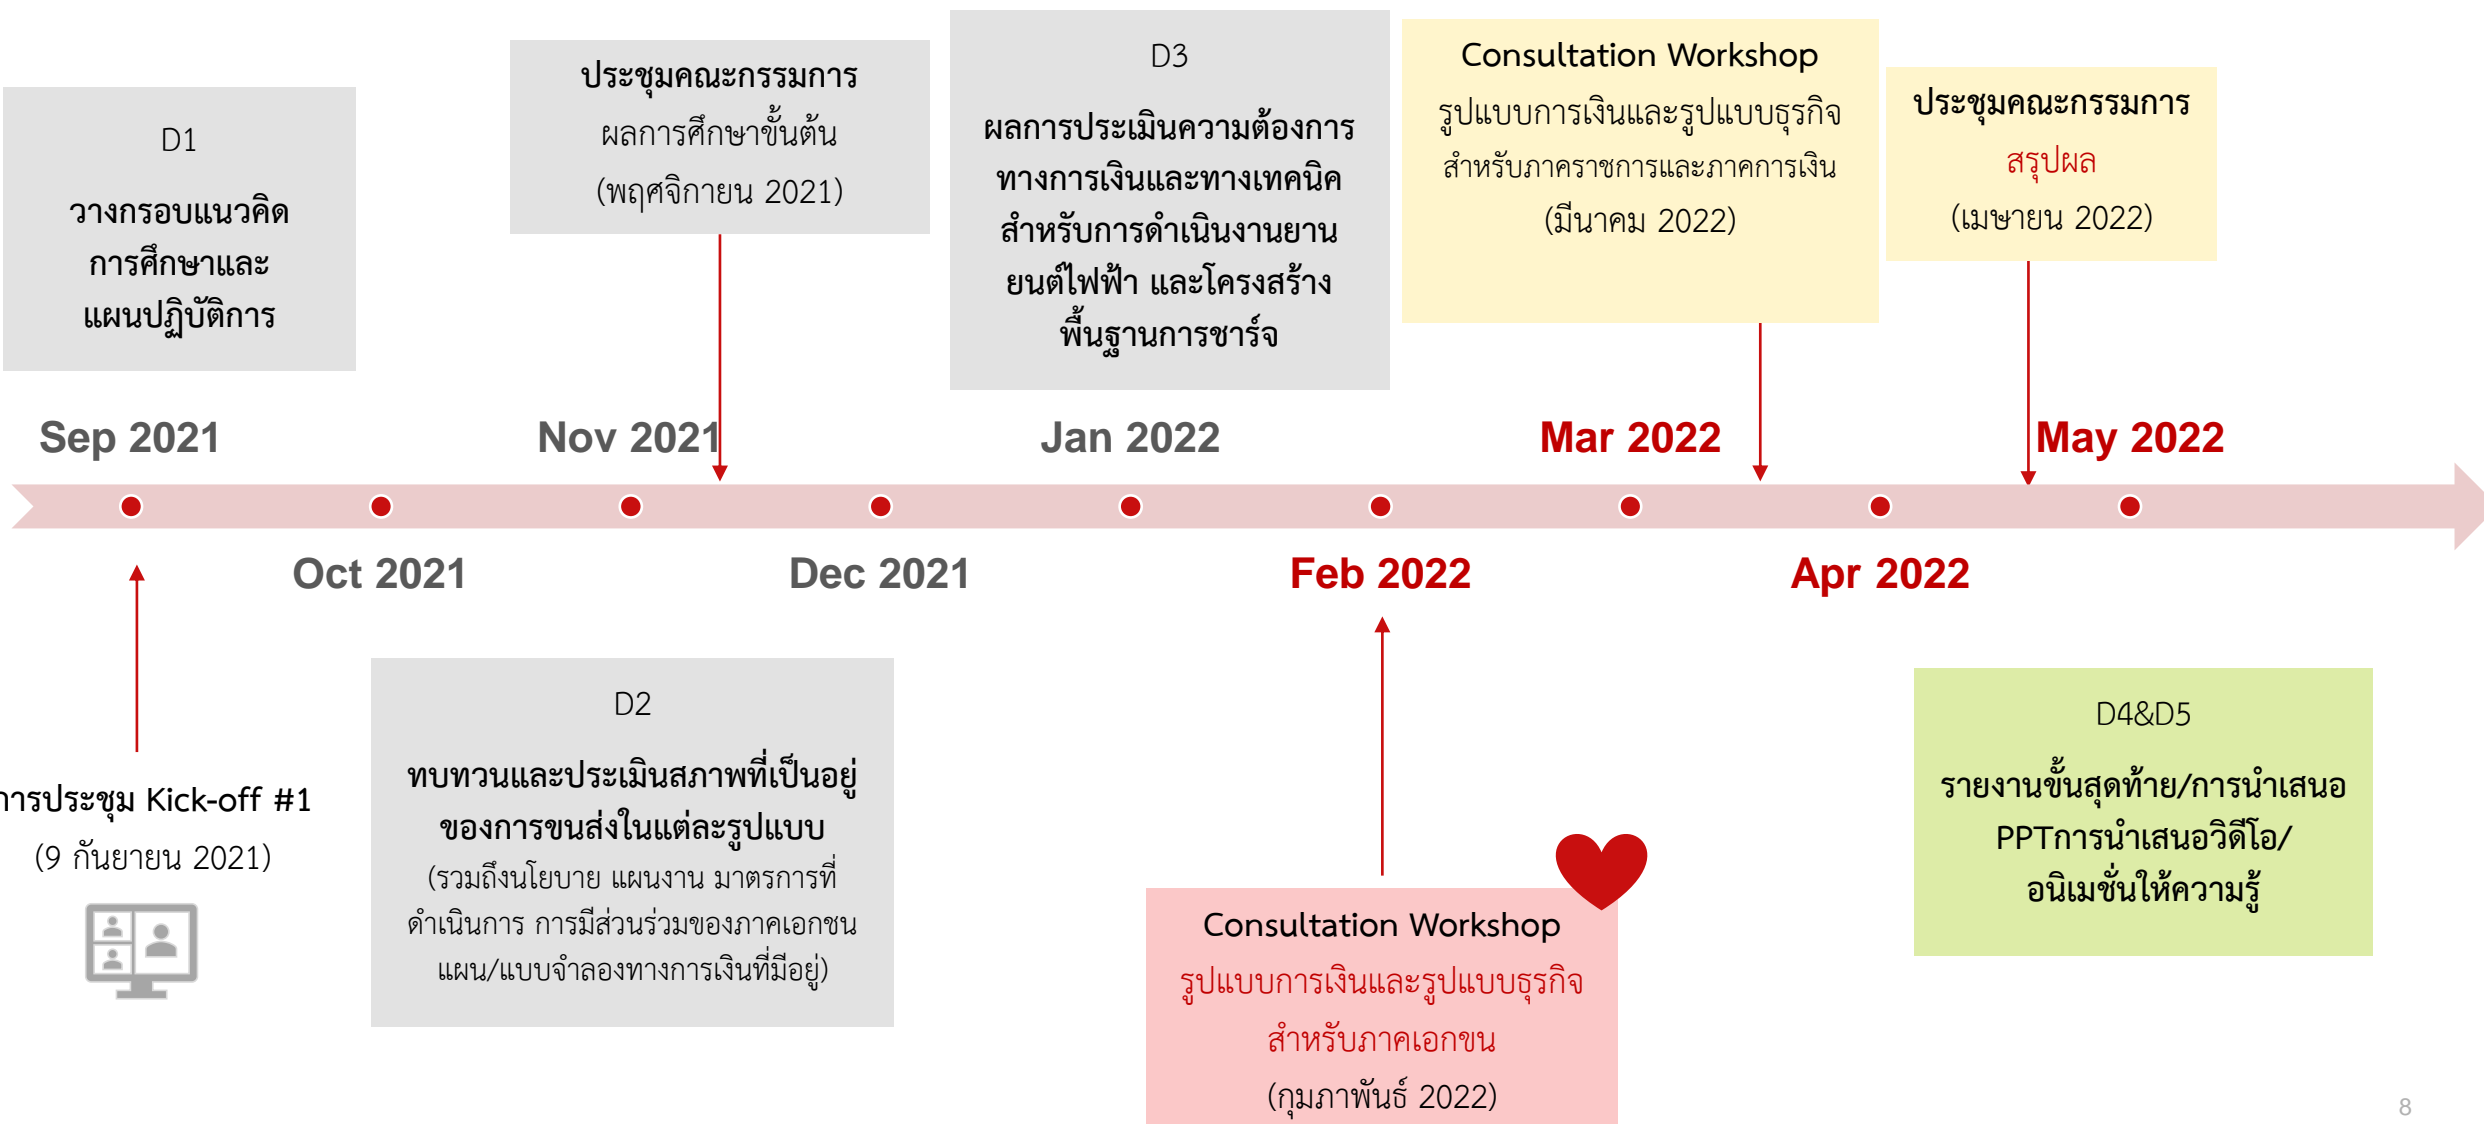 D1
วางกรอบแนวคิด
การศึกษาและ
แผนปฏิบัติการ
ประชุมคณะกรรมการ
ผลการศึกษาขั้นต้น
(พฤศจิกายน 2021)
D3
ผลการประเมินความต้องการ
ทางการเงินและทางเทคนิค
สำหรับการดำเนินงานยาน
ยนต์ไฟฟ้า และโครงสร้าง
พื้นฐานการชาร์จ
Consultation Workshop
รูปแบบการเงินและรูปแบบธุรกิจ
สำหรับภาคราชการและภาคการเงิน
(มีนาคม 2022)
ประชุมคณะกรรมการ
สรุปผล
(เมษายน 2022)
Sep 2021
Nov 2021
Jan 2022
Mar 2022
May 2022
Oct 2021
Dec 2021
Feb 2022
Apr 2022
การประชุม Kick-off #1
(9 กันยายน 2021)
D2
ทบทวนและประเมินสภาพที่เป็นอยู่
ของการขนส่งในแต่ละรูปแบบ
(รวมถึงนโยบาย แผนงาน มาตรการที่
ดำเนินการ การมีส่วนร่วมของภาคเอกชน
แผน/แบบจำลองทางการเงินที่มีอยู่)
Consultation Workshop
รูปแบบการเงินและรูปแบบธุรกิจ
สำหรับภาคเอกขน
(กุมภาพันธ์ 2022)
D4&D5
รายงานขั้นสุดท้าย/การนำเสนอ
PPTการนำเสนอวิดีโอ/
อนิเมชั่นให้ความรู้
8